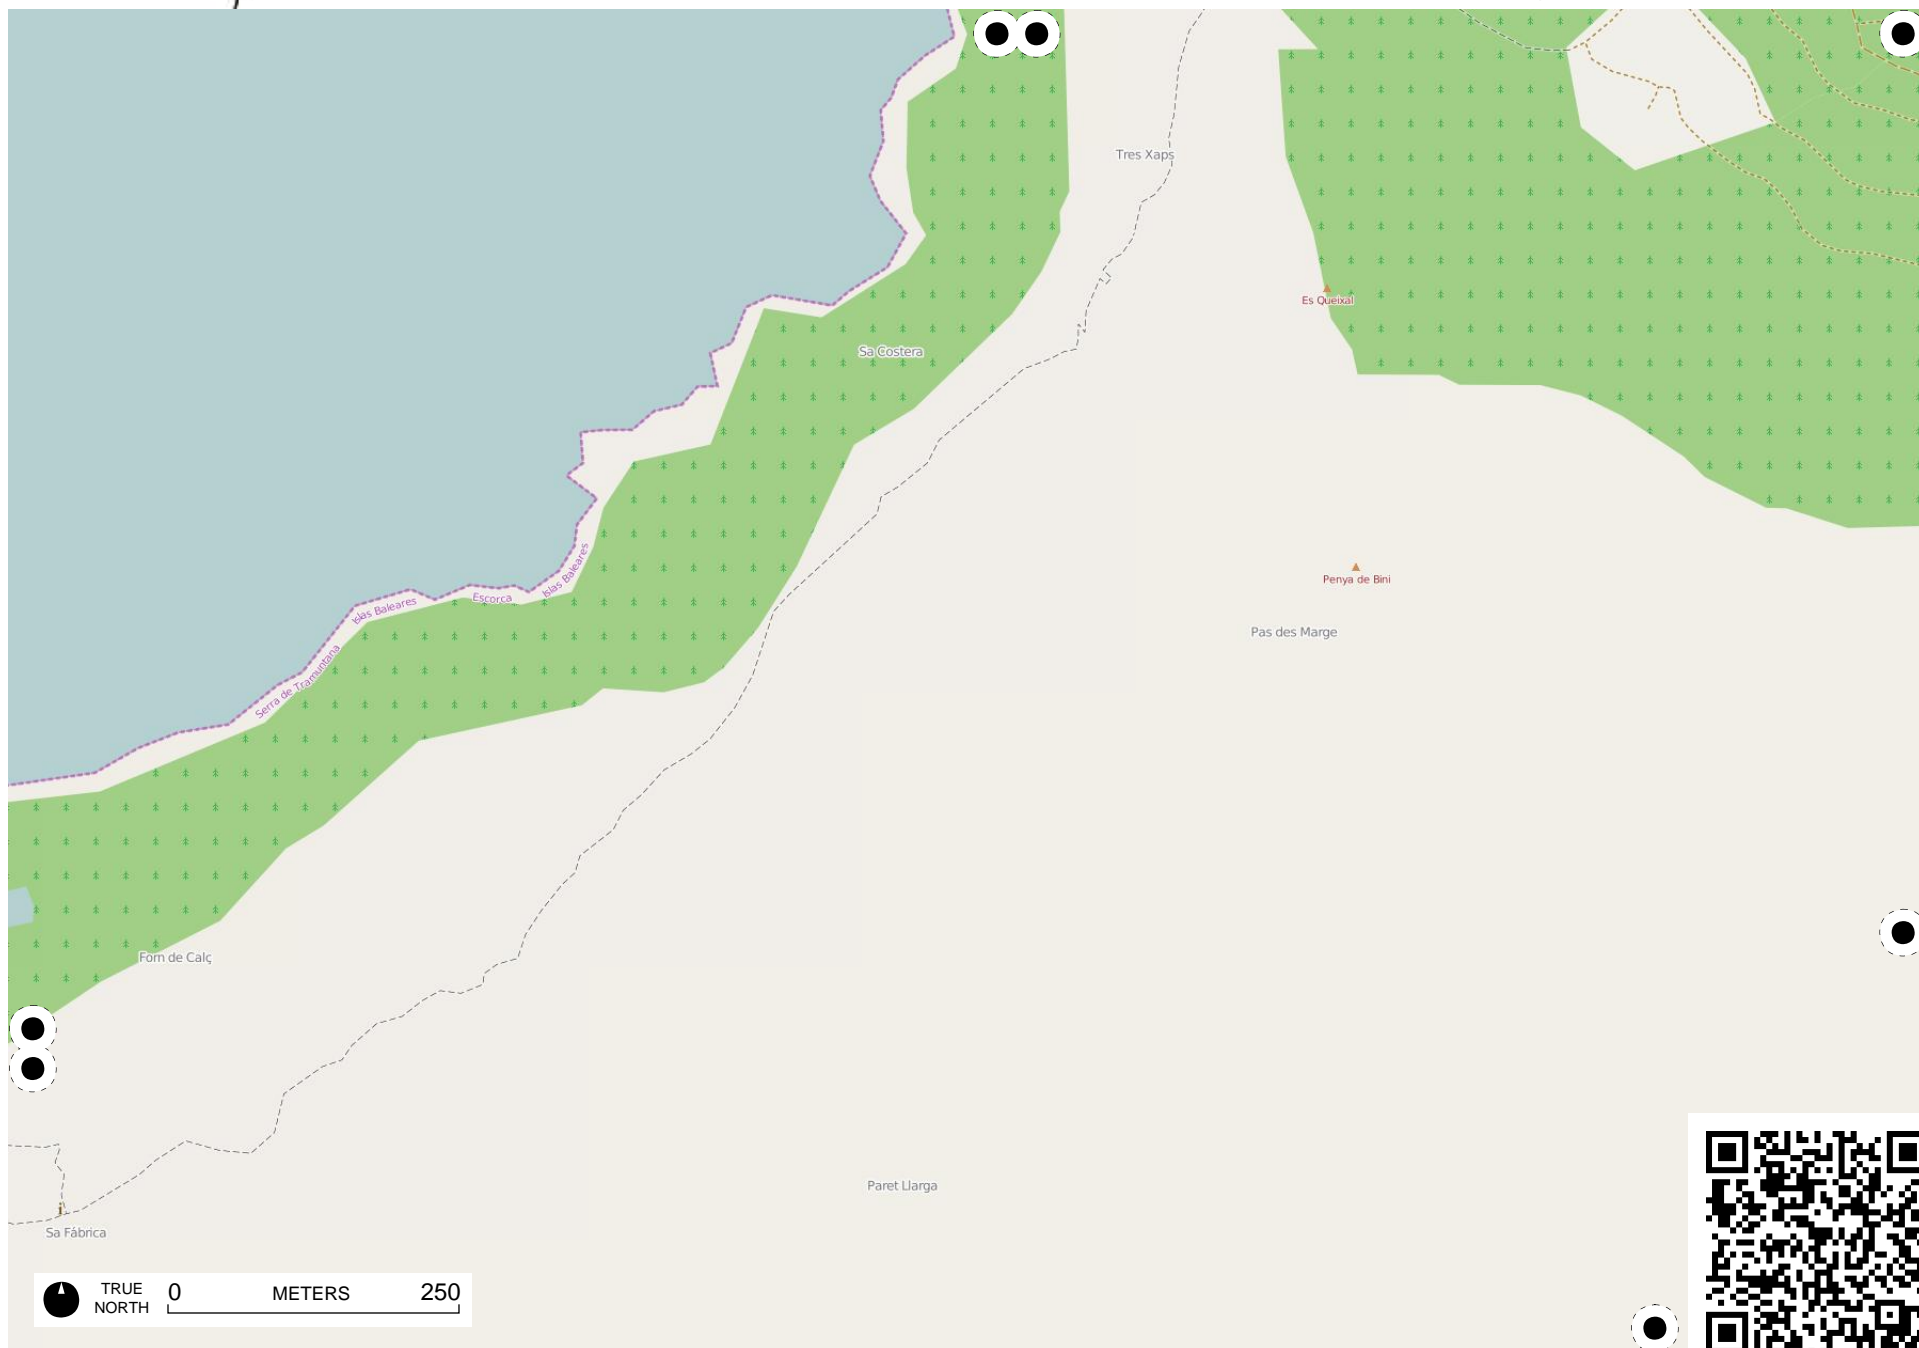 Tres Xaps
Es Queixal
Sa Costera
Penya de Bini
Islas Baleares
Escorca
Islas Baleares
Pas des Marge
Serra de Tramuntana
Forn de Calç
Paret Llarga
i
Sa Fábrica
TRUE
NORTH
0 METERS 250